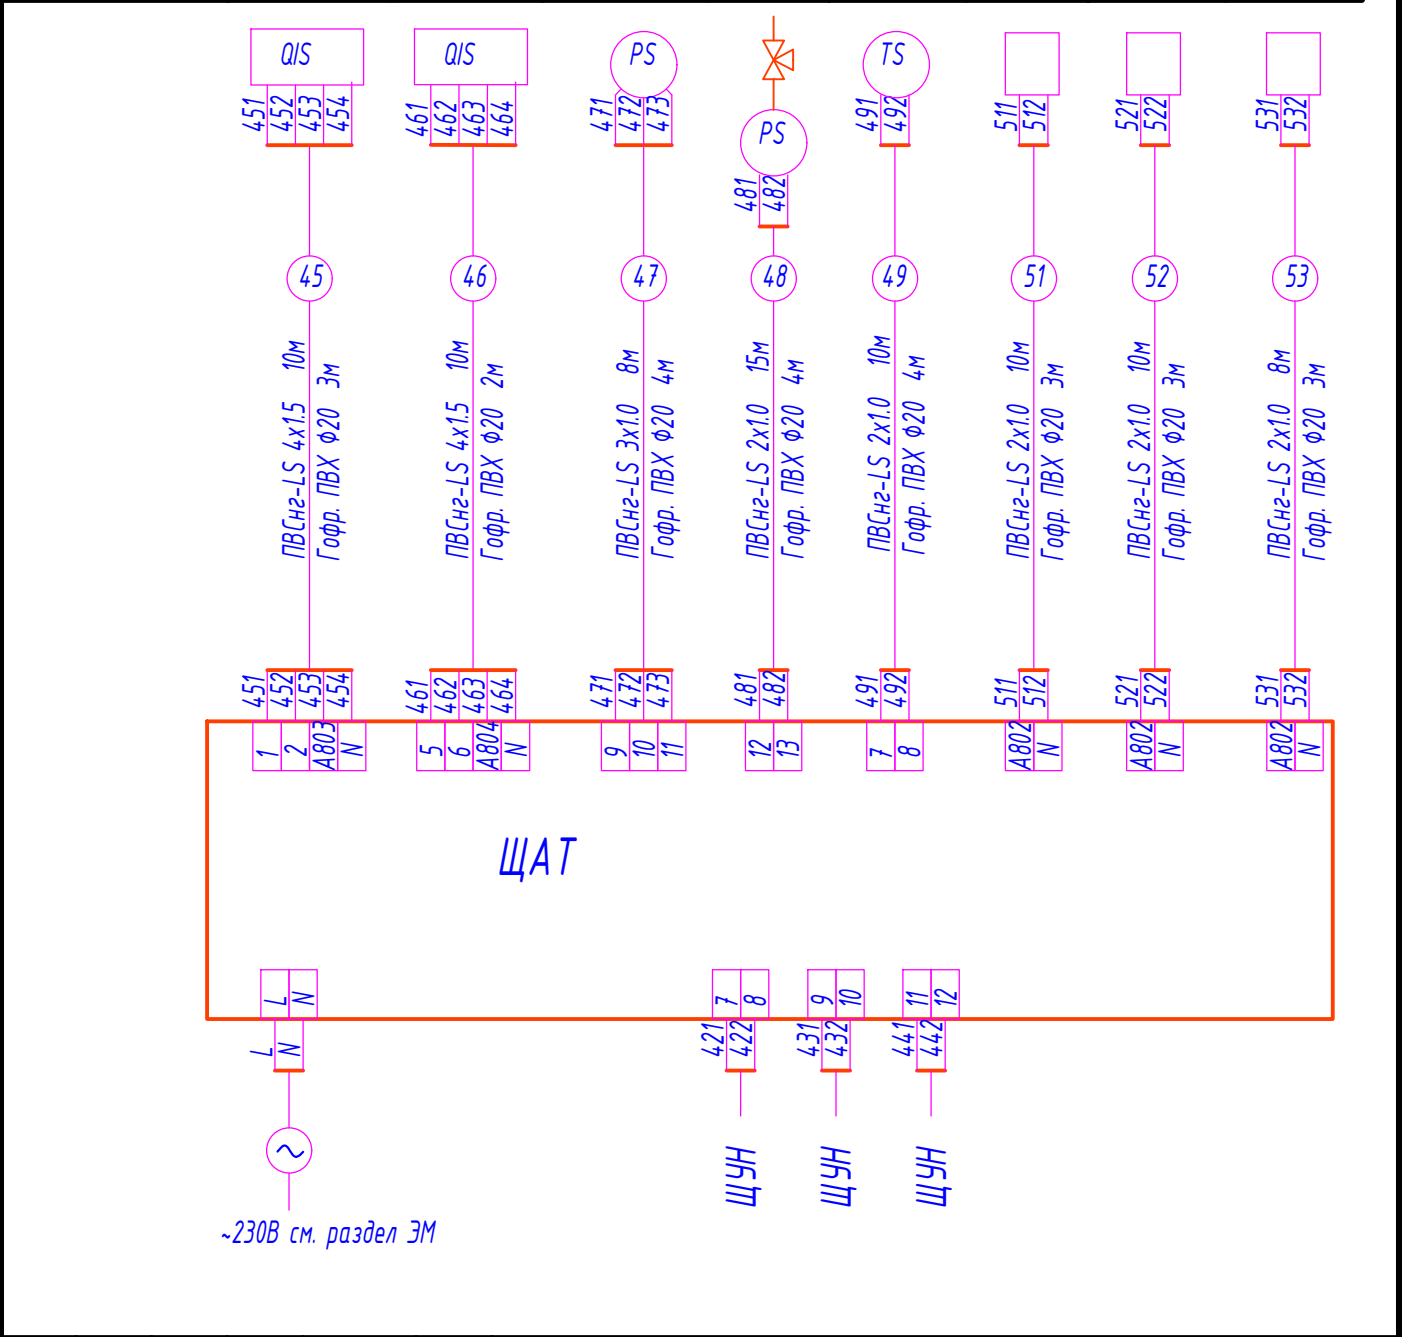 QIS
QIS
PS
PS
TS
451
452
453
454
461
462
463
464
471
472
473
481
482
491
492
511
512
521
522
531
532
45
46
47
48
49
51
52
53
ПВСнг-LS 4x1.5 10м
Гофр. ПВХ ф20 3м
ПВСнг-LS 4x1.5 10м
Гофр. ПВХ ф20 2м
ПВСнг-LS 3x1.0 8м
Гофр. ПВХ ф20 4м
ПВСнг-LS 2x1.0 15м
Гофр. ПВХ ф20 4м
ПВСнг-LS 2x1.0 10м
Гофр. ПВХ ф20 4м
ПВСнг-LS 2x1.0 10м
Гофр. ПВХ ф20 3м
ПВСнг-LS 2x1.0 10м
Гофр. ПВХ ф20 3м
ПВСнг-LS 2x1.0 8м
Гофр. ПВХ ф20 3м
451
452
453
454
461
462
463
464
471
472
473
481
482
491
492
511
512
521
522
531
532
1
2
A803
N
5
6
A804
N
9
10
11
12
13
7
8
A802
N
A802
N
A802
N
ЩАТ
L
N
7
8
9
10
11
12
L
N
421
422
431
432
441
442
~
ЩУН
ЩУН
ЩУН
~230В см. раздел ЭМ